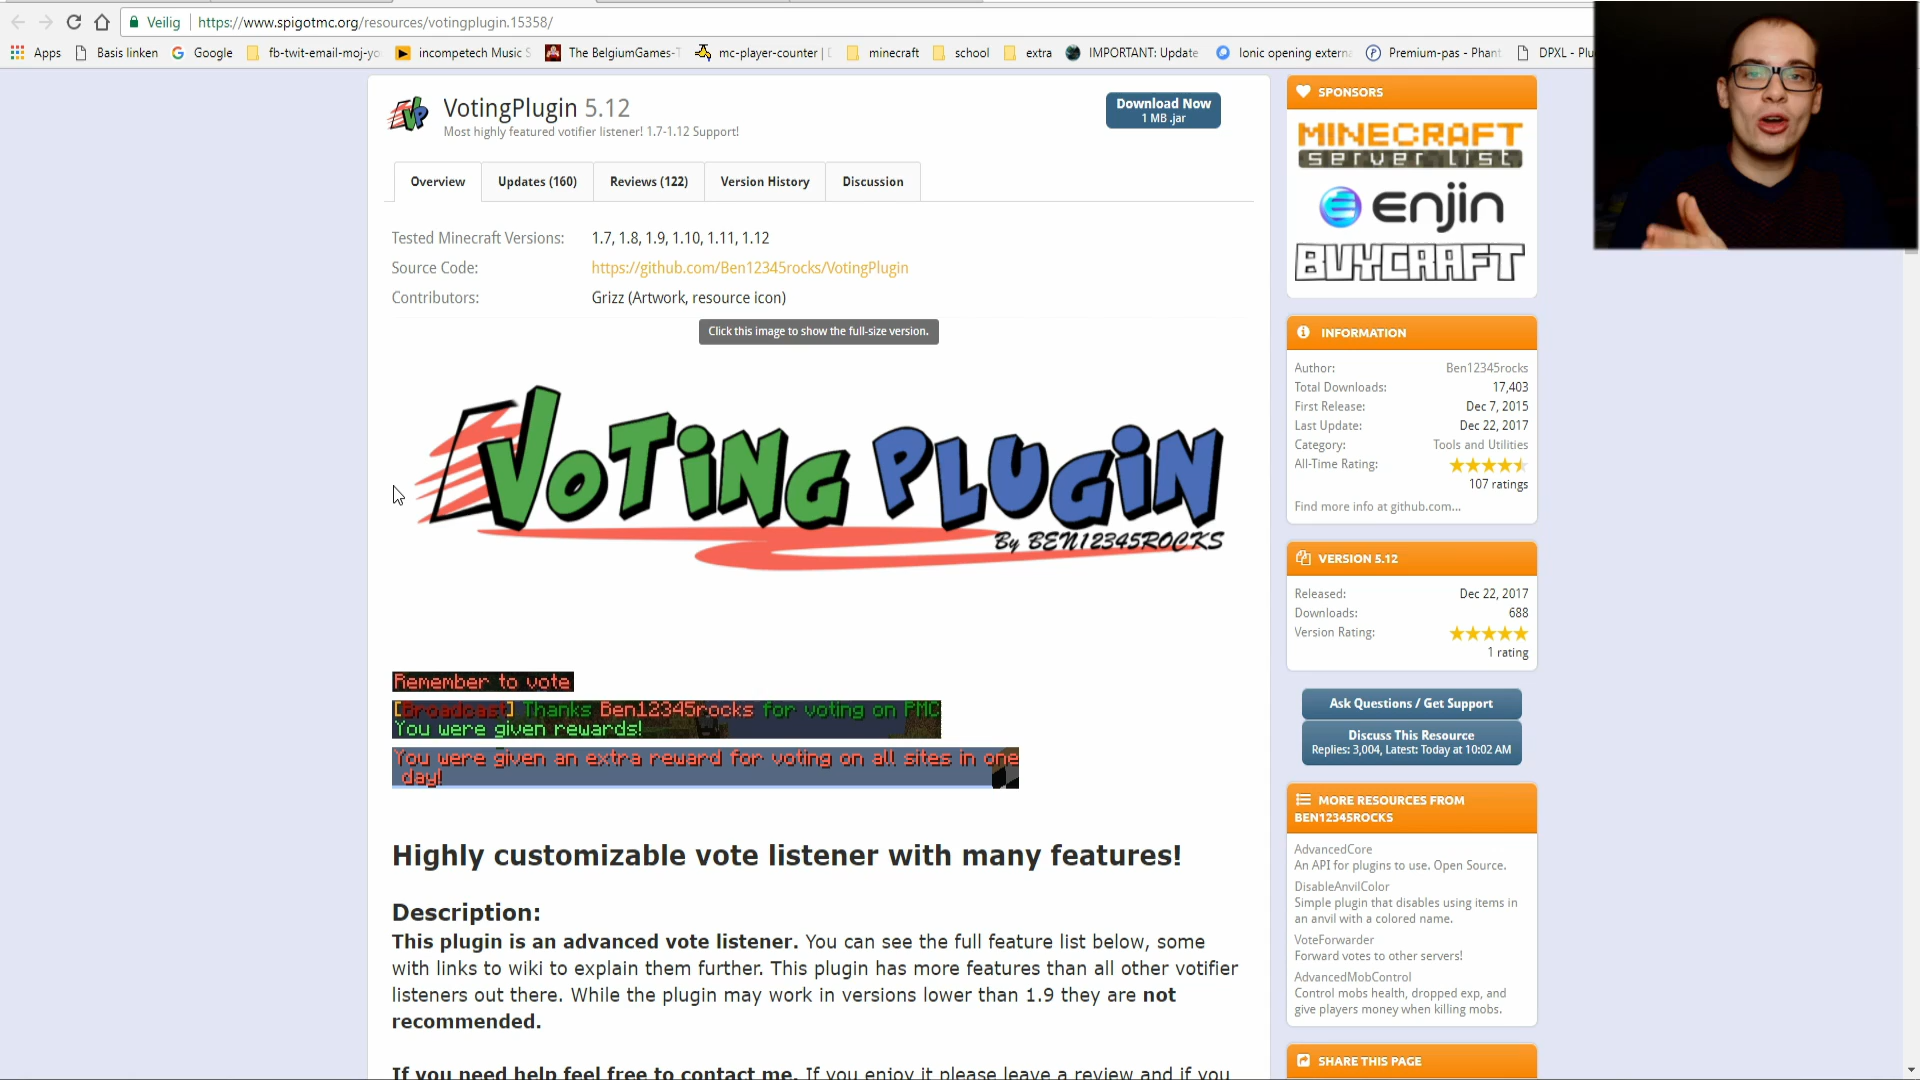 Veilig https://www.spigotmc.org/resources/votingplugin.15358/
Apps Basis linken Google fb-twit-email-moj-yo incompetech Music S The BelgiumGames- mc-player-counter | minecraft school extra IMPORTANT: Update Ionic opening extern Premium-pas - Phant DPXL - Plu
VotingPlugin 5.12
Most highly featured votifier listener! 1.7-1.12 Support!
Download Now
1 MB .jar
Overview Updates (160) Reviews (122) Version History Discussion
Tested Minecraft Versions: 1.7, 1.8, 1.9, 1.10, 1.11, 1.12
Source Code: https://github.com/Ben12345rocks/VotingPlugin
Contributors: Grizz (Artwork, resource icon)
Click this image to show the full-size version.
VOTING PLUGIN
By BEN12345ROCKS
Remember to vote
[Broadcast] Thanks Ben12345rocks for voting on PMC
You were given rewards!
You were given an extra reward for voting on all sites in one
day!
Highly customizable vote listener with many features!
Description:
This plugin is an advanced vote listener. You can see the full feature list below, some
with links to wiki to explain them further. This plugin has more features than all other votifier
listeners out there. While the plugin may work in versions lower than 1.9 they are not
recommended.
If you need help feel free to contact me. If you enjoy it please leave a review and if you
SPONSORS
MINECRAFT
server list
enjin
BUYCRAFT
INFORMATION
Author: Ben12345rocks
Total Downloads: 17,403
First Release: Dec 7, 2015
Last Update: Dec 22, 2017
Category: Tools and Utilities
All-Time Rating:
107 ratings
Find more info at github.com...
VERSION 5.12
Released: Dec 22, 2017
Downloads: 688
Version Rating:
1 rating
Ask Questions / Get Support
Discuss This Resource
Replies: 3,004, Latest: Today at 10:02 AM
MORE RESOURCES FROM
BEN12345ROCKS
AdvancedCore
An API for plugins to use. Open Source.
DisableAnvilColor
Simple plugin that disables using items in
an anvil with a colored name.
VoteForwarder
Forward votes to other servers!
AdvancedMobControl
Control mobs health, dropped exp, and
give players money when killing mobs.
SHARE THIS PAGE